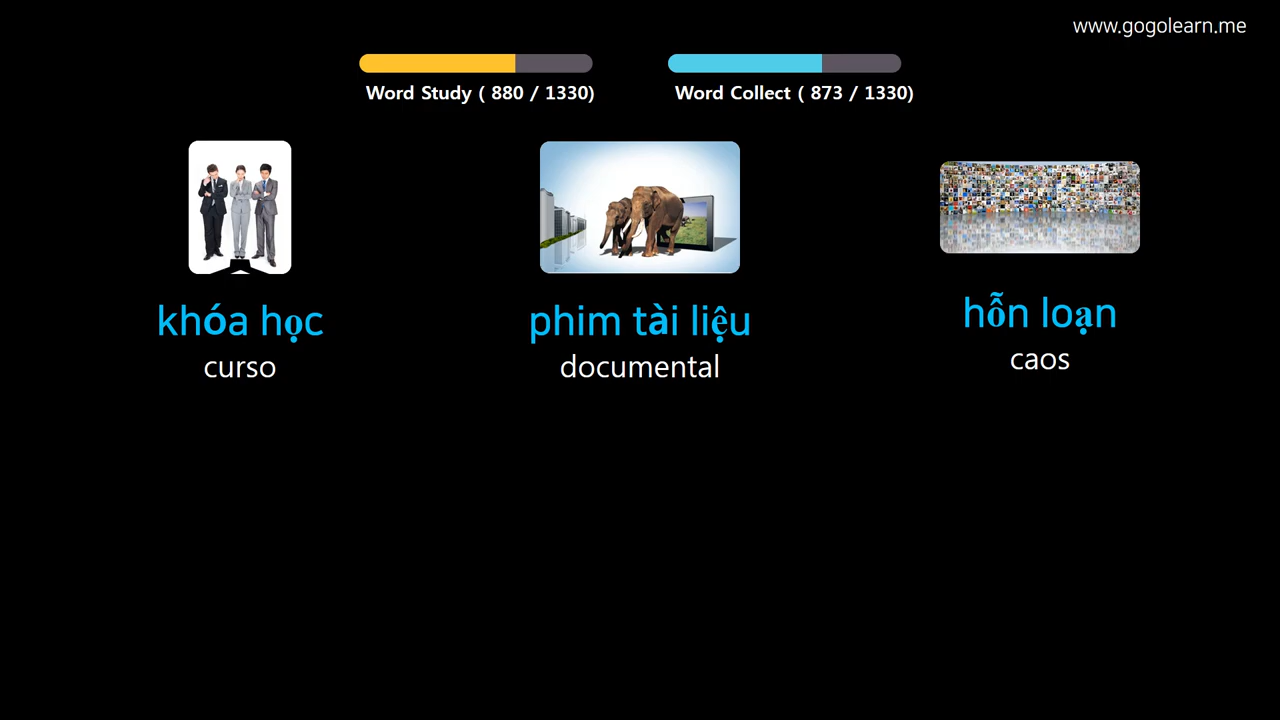 www.gogolearn.me
Word Study ( 880 / 1330)
Word Collect ( 873 / 1330)
khóa học
curso
phim tài liệu
documental
hỗn loạn
caos